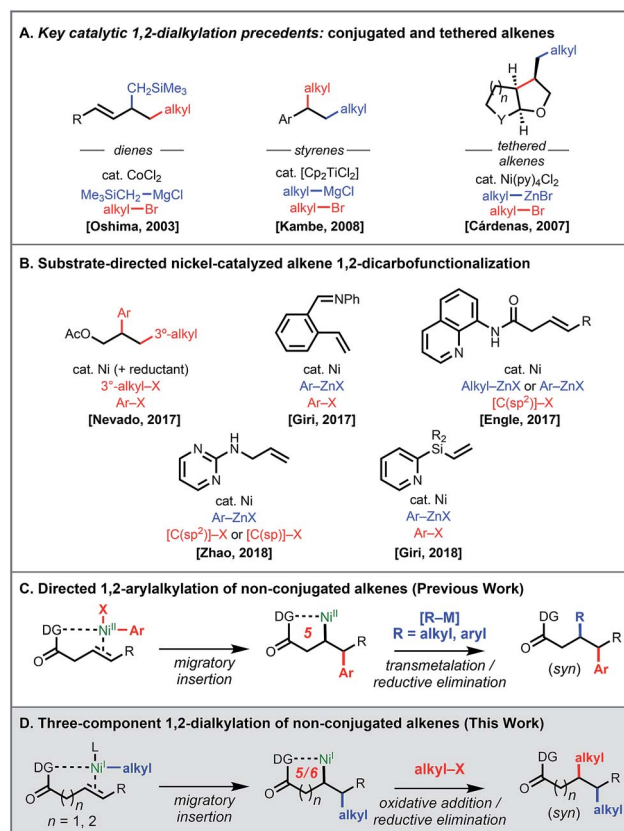 A. Key catalytic 1,2-dialkylation precedents: conjugated and tethered alkenes
CH₂SiMe₃
R
alkyl
dienes
cat. CoCl₂
Me₃SiCH₂–MgCl
alkyl–Br
[Oshima, 2003]
alkyl
Ar
alkyl
styrenes
cat. [Cp₂TiCl₂]
alkyl–MgCl
alkyl–Br
[Kambe, 2008]
alkyl
H
n
Y
O
H
tethered
alkenes
cat. Ni(py)₄Cl₂
alkyl–ZnBr
alkyl–Br
[Cárdenas, 2007]
B. Substrate-directed nickel-catalyzed alkene 1,2-dicarbofunctionalization
Ar
AcO
3º-alkyl
cat. Ni (+ reductant)
3°-alkyl–X
Ar–X
[Nevado, 2017]
NPh
cat. Ni
Ar–ZnX
Ar–X
[Giri, 2017]
O
N
N
H
R
cat. Ni
Alkyl–ZnX or Ar–ZnX
[C(sp²)]–X
[Engle, 2017]
H
N
N
N
cat. Ni
Ar–ZnX
[C(sp²)]–X or [C(sp)]–X
[Zhao, 2018]
R₂
Si
N
cat. Ni
Ar–ZnX
Ar–X
[Giri, 2018]
C. Directed 1,2-arylalkylation of non-conjugated alkenes (Previous Work)
X
DG
Niᴵᴵ
Ar
O
R
migratory
insertion
DG
Niᴵᴵ
5
O
R
Ar
[R–M]
R = alkyl, aryl
transmetalation /
reductive elimination
DG
R
O
R
Ar
(syn)
D. Three-component 1,2-dialkylation of non-conjugated alkenes (This Work)
L
DG
Niᴵ
alkyl
O
n
R
n = 1, 2
migratory
insertion
DG
Niᴵ
5/6
O
n
R
alkyl
alkyl–X
oxidative addition /
reductive elimination
DG
alkyl
O
n
R
alkyl
(syn)